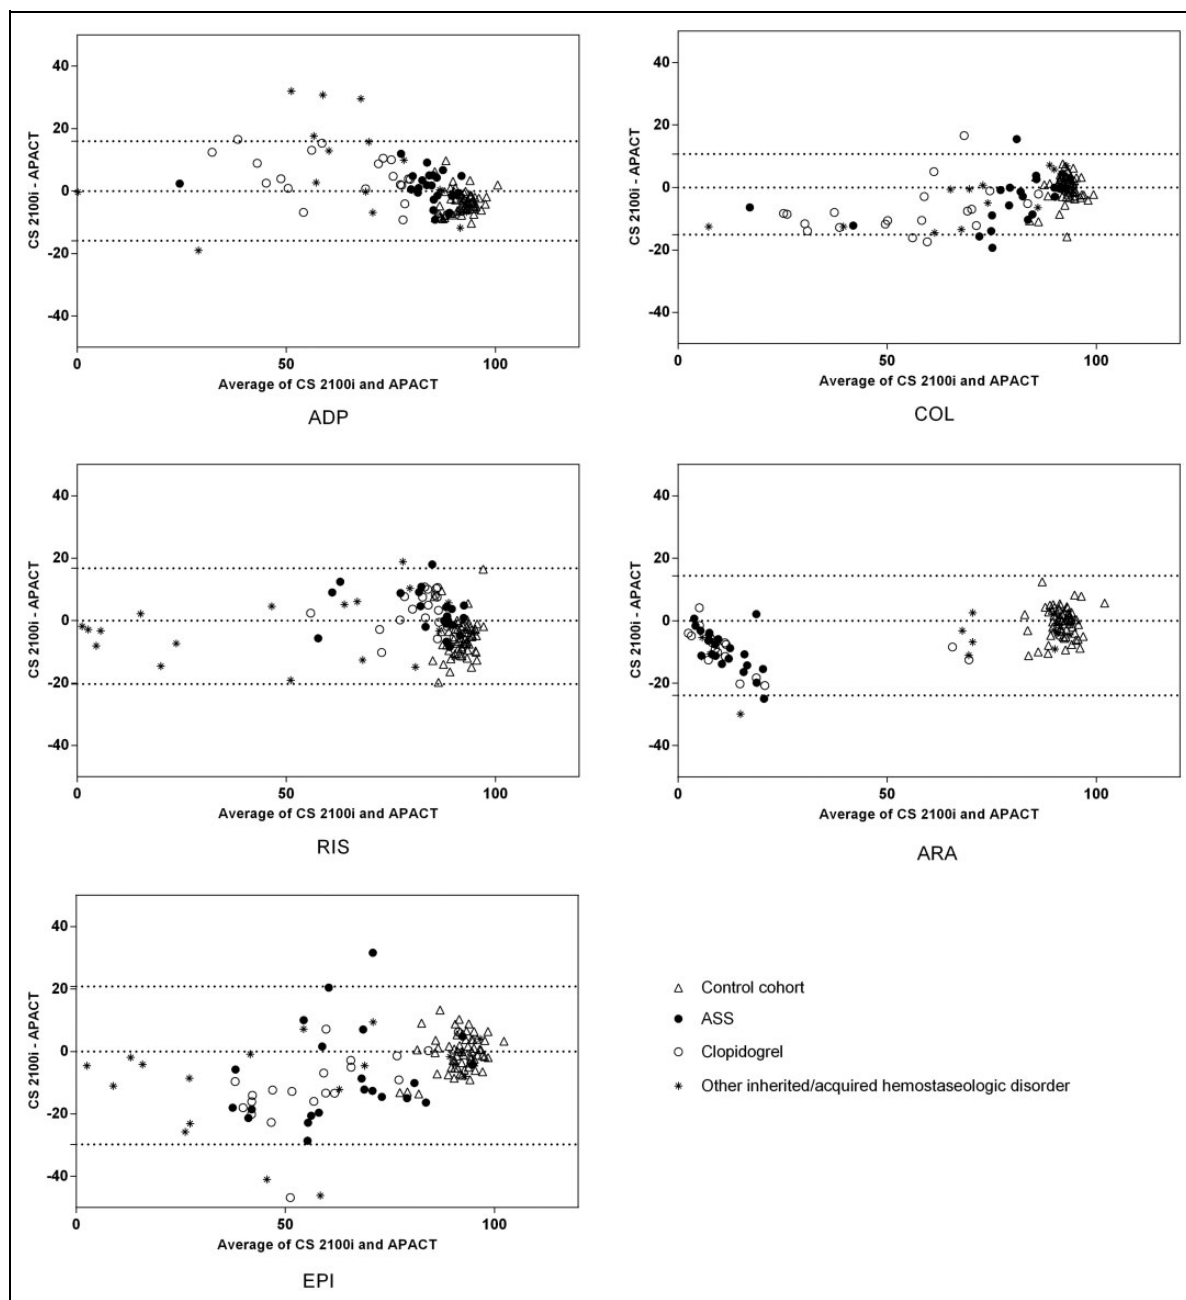 40
20
0
-20
-40
CS 2100i - APACT
0 50 100
Average of CS 2100i and APACT
ADP
40
20
0
-20
-40
CS 2100i - APACT
0 50 100
Average of CS 2100i and APACT
COL
40
20
0
-20
-40
CS 2100i - APACT
0 50 100
Average of CS 2100i and APACT
RIS
40
20
0
-20
-40
CS 2100i - APACT
0 50 100
Average of CS 2100i and APACT
ARA
40
20
0
-20
-40
CS 2100i - APACT
0 50 100
Average of CS 2100i and APACT
EPI
Control cohort
ASS
Clopidogrel
Other inherited/acquired hemostaseologic disorder